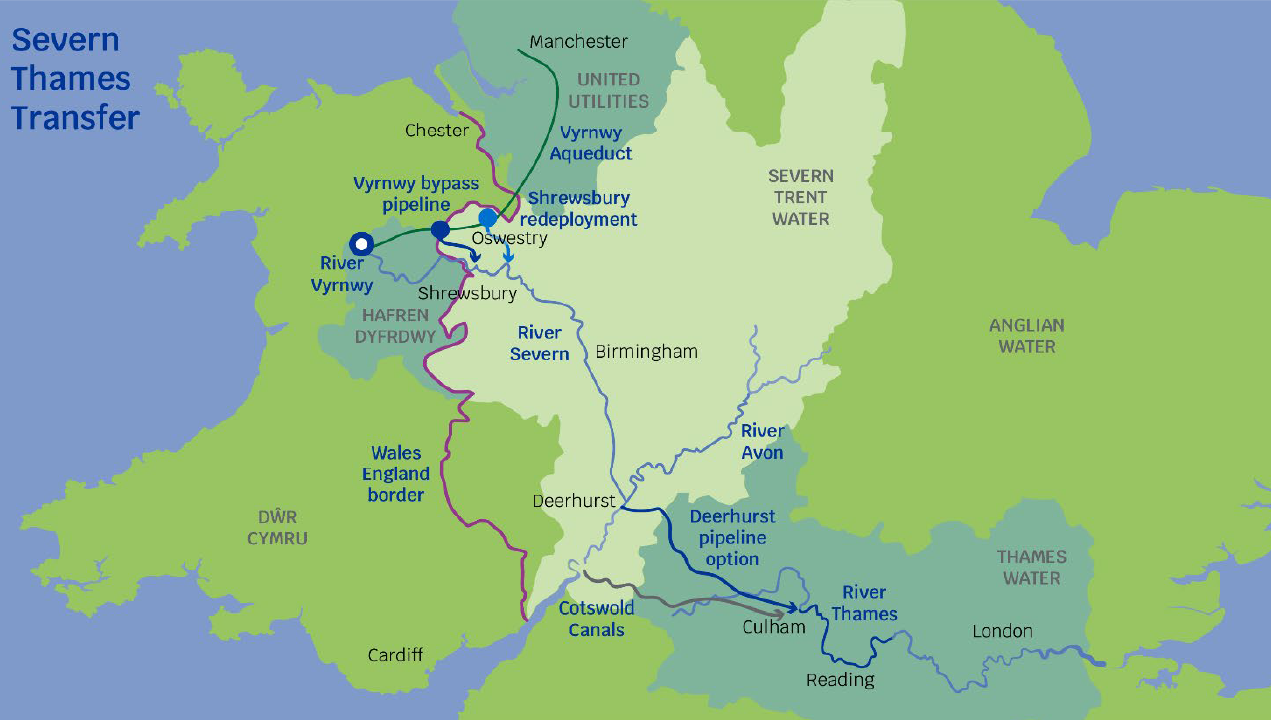 Severn
Thames
Transfer
Manchester
UNITED
UTILITIES
Chester
Vyrnwy
Aqueduct
Vyrnwy bypass
pipeline
Shrewsbury
redeployment
SEVERN
TRENT
WATER
Oswestry
River
Vyrnwy
Shrewsbury
HAFREN
DYFRDWY
River
Severn
Birmingham
ANGLIAN
WATER
River
Avon
Wales
England
border
Deerhurst
DŴR
CYMRU
Deerhurst
pipeline
option
THAMES
WATER
Cotswold
Canals
River
Thames
Culham
London
Cardiff
Reading